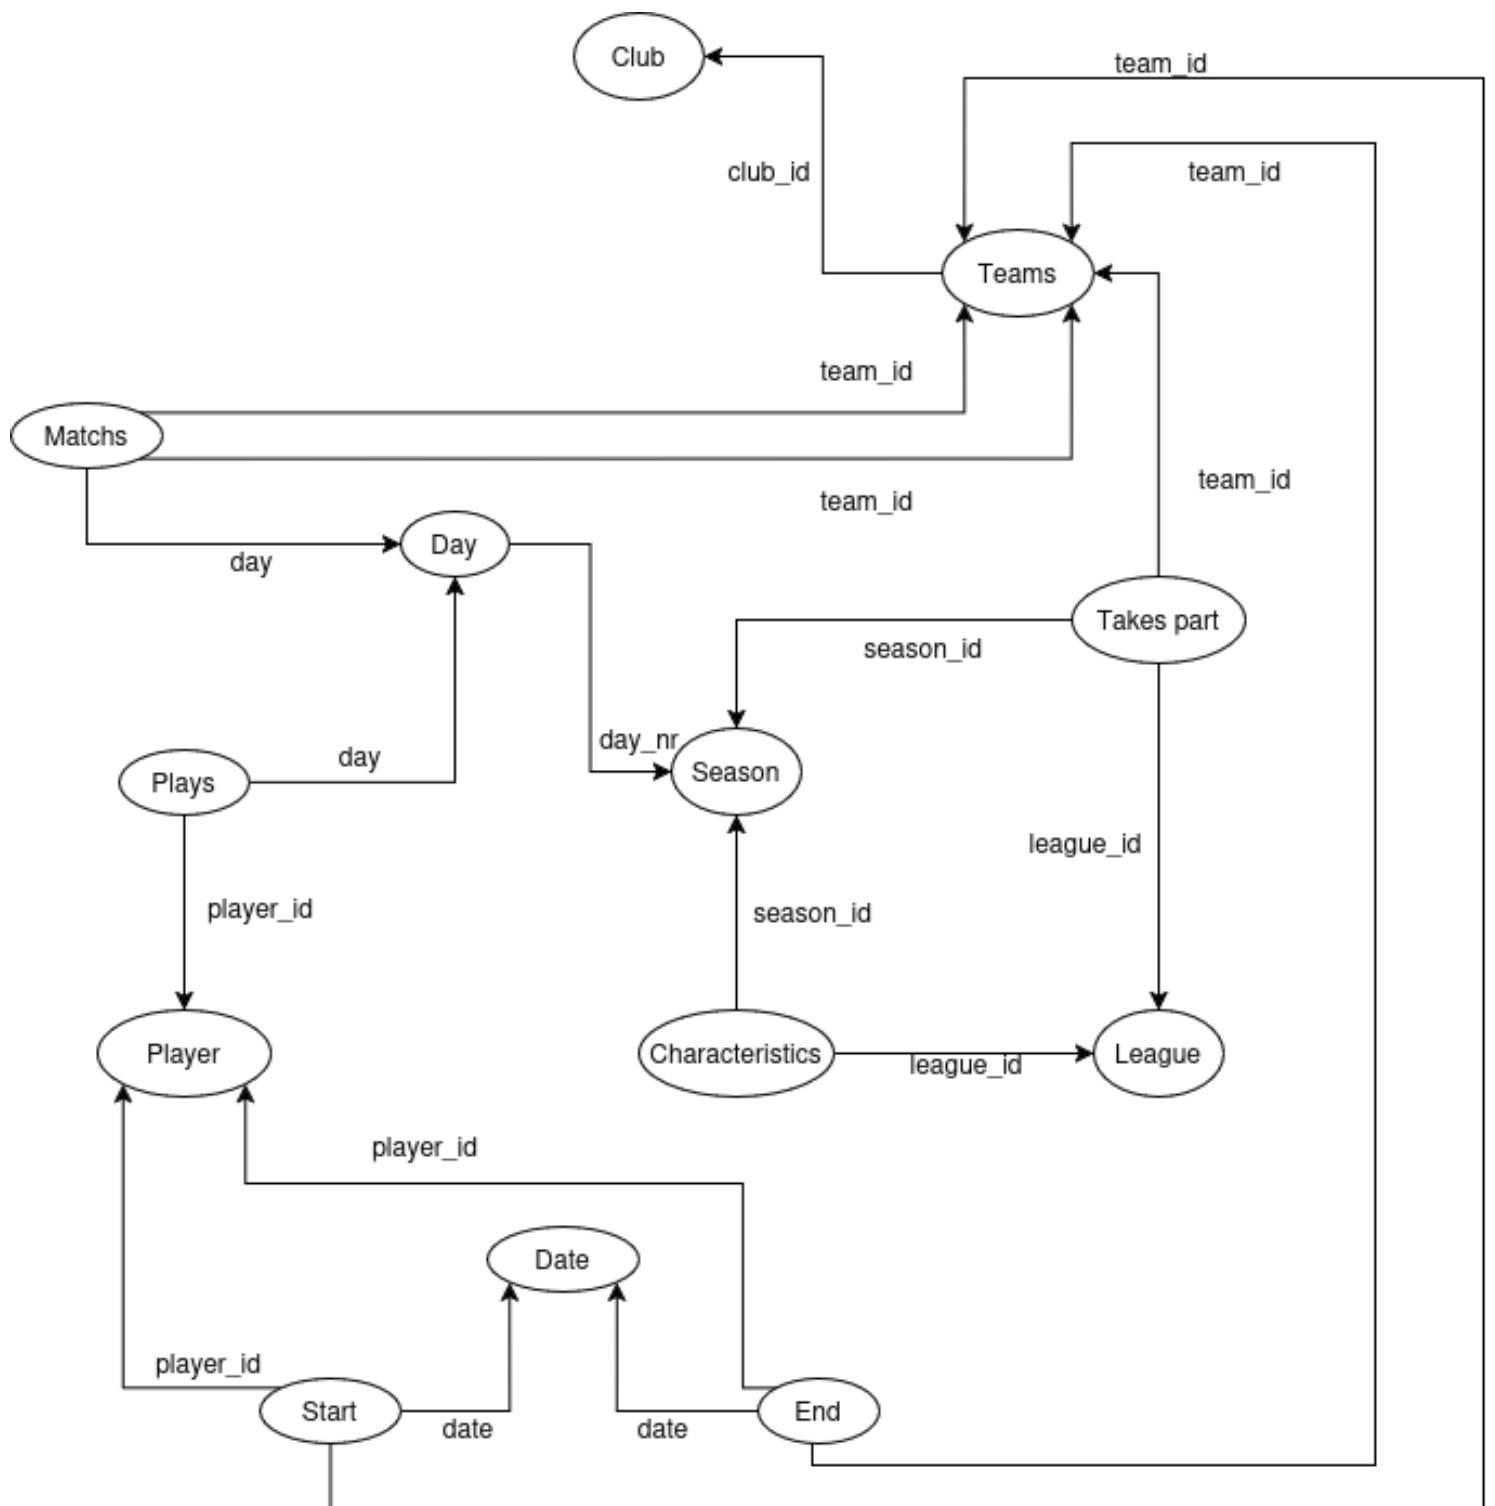 Club
team_id
club_id
team_id
Teams
team_id
Matchs
team_id
team_id
Day
day
Takes part
season_id
day_nr
day
Season
Plays
league_id
player_id
season_id
Player
Characteristics
League
league_id
player_id
Date
player_id
Start
date
date
End